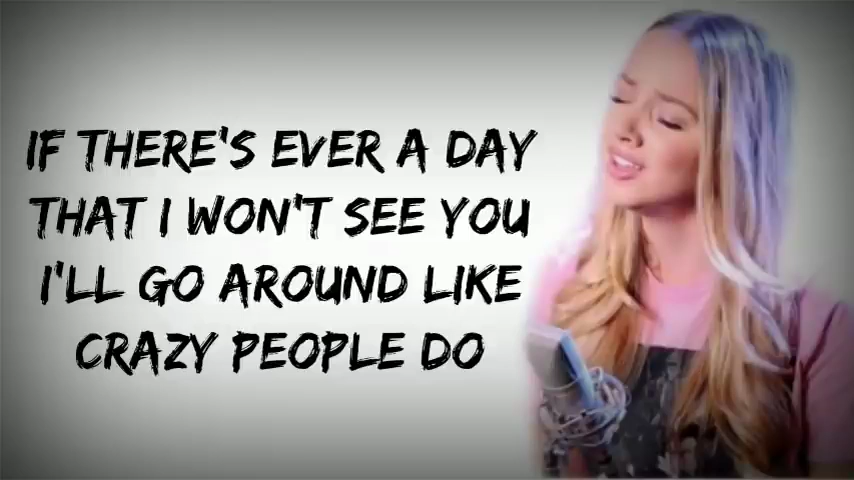 IF THERE'S EVER A DAY
THAT I WON'T SEE YOU
I'LL GO AROUND LIKE
CRAZY PEOPLE DO